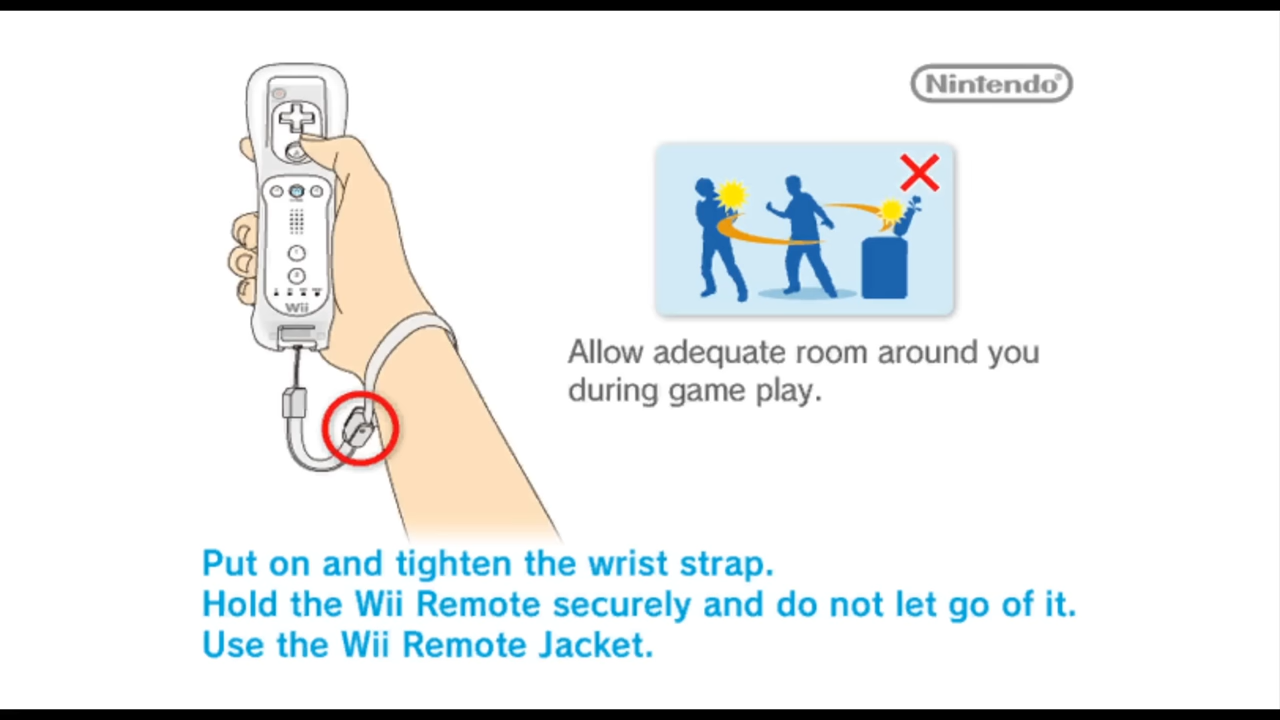 Nintendo®
Wii
Allow adequate room around you
during game play.
Put on and tighten the wrist strap.
Hold the Wii Remote securely and do not let go of it.
Use the Wii Remote Jacket.